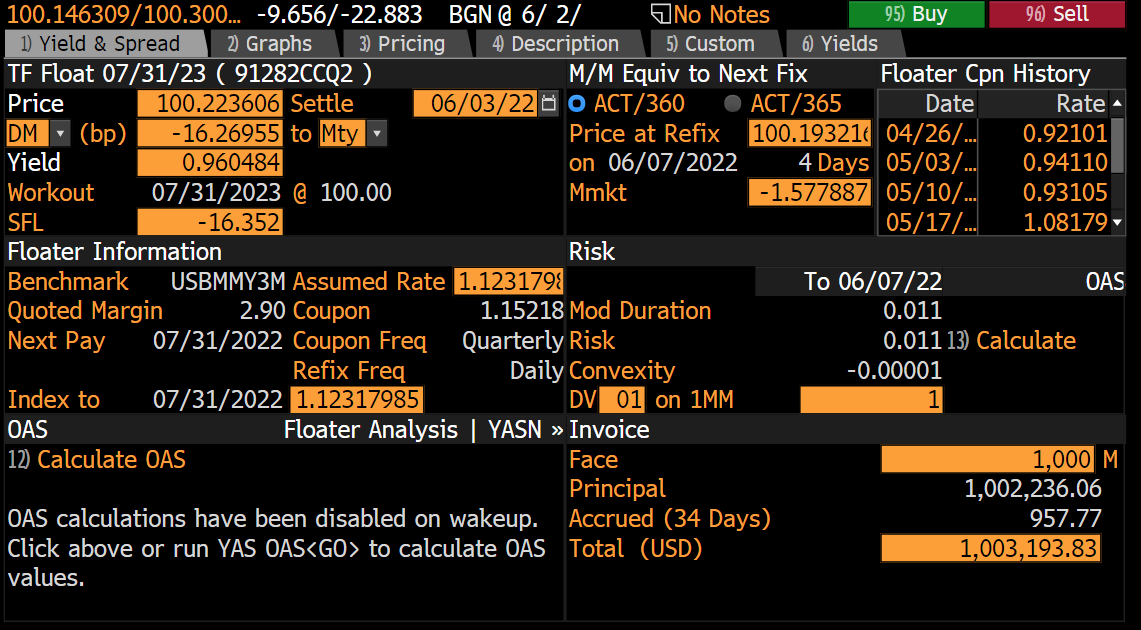 100.146309/100.300... -9.656/-22.883 BGN @ 6/ 2/ No Notes 95) Buy 96) Sell
1) Yield & Spread 2) Graphs 3) Pricing 4) Description 5) Custom 6) Yields
TF Float 07/31/23 ( 91282CCQ2 ) M/M Equiv to Next Fix Floater Cpn History
Price 100.223606 Settle 06/03/22 ACT/360 ACT/365 Date Rate
DM (bp) -16.26955 to Mty Price at Refix 100.193216 04/26/... 0.92101
Yield 0.960484 on 06/07/2022 4 Days 05/03/... 0.94110
Workout 07/31/2023 @ 100.00 Mmkt -1.577887 05/10/... 0.93105
SFL -16.352 05/17/... 1.08179
Floater Information Risk
Benchmark USBMMY3M Assumed Rate 1.1231798 To 06/07/22 OAS
Quoted Margin 2.90 Coupon 1.15218 Mod Duration 0.011
Next Pay 07/31/2022 Coupon Freq Quarterly Risk 0.011 13) Calculate
Refix Freq Daily Convexity -0.00001
Index to 07/31/2022 1.12317985 DV 01 on 1MM 1
OAS Floater Analysis | YASN » Invoice
12) Calculate OAS Face 1,000 M
Principal 1,002,236.06
OAS calculations have been disabled on wakeup. Accrued (34 Days) 957.77
Click above or run YAS OAS<GO> to calculate OAS Total (USD) 1,003,193.83
values.